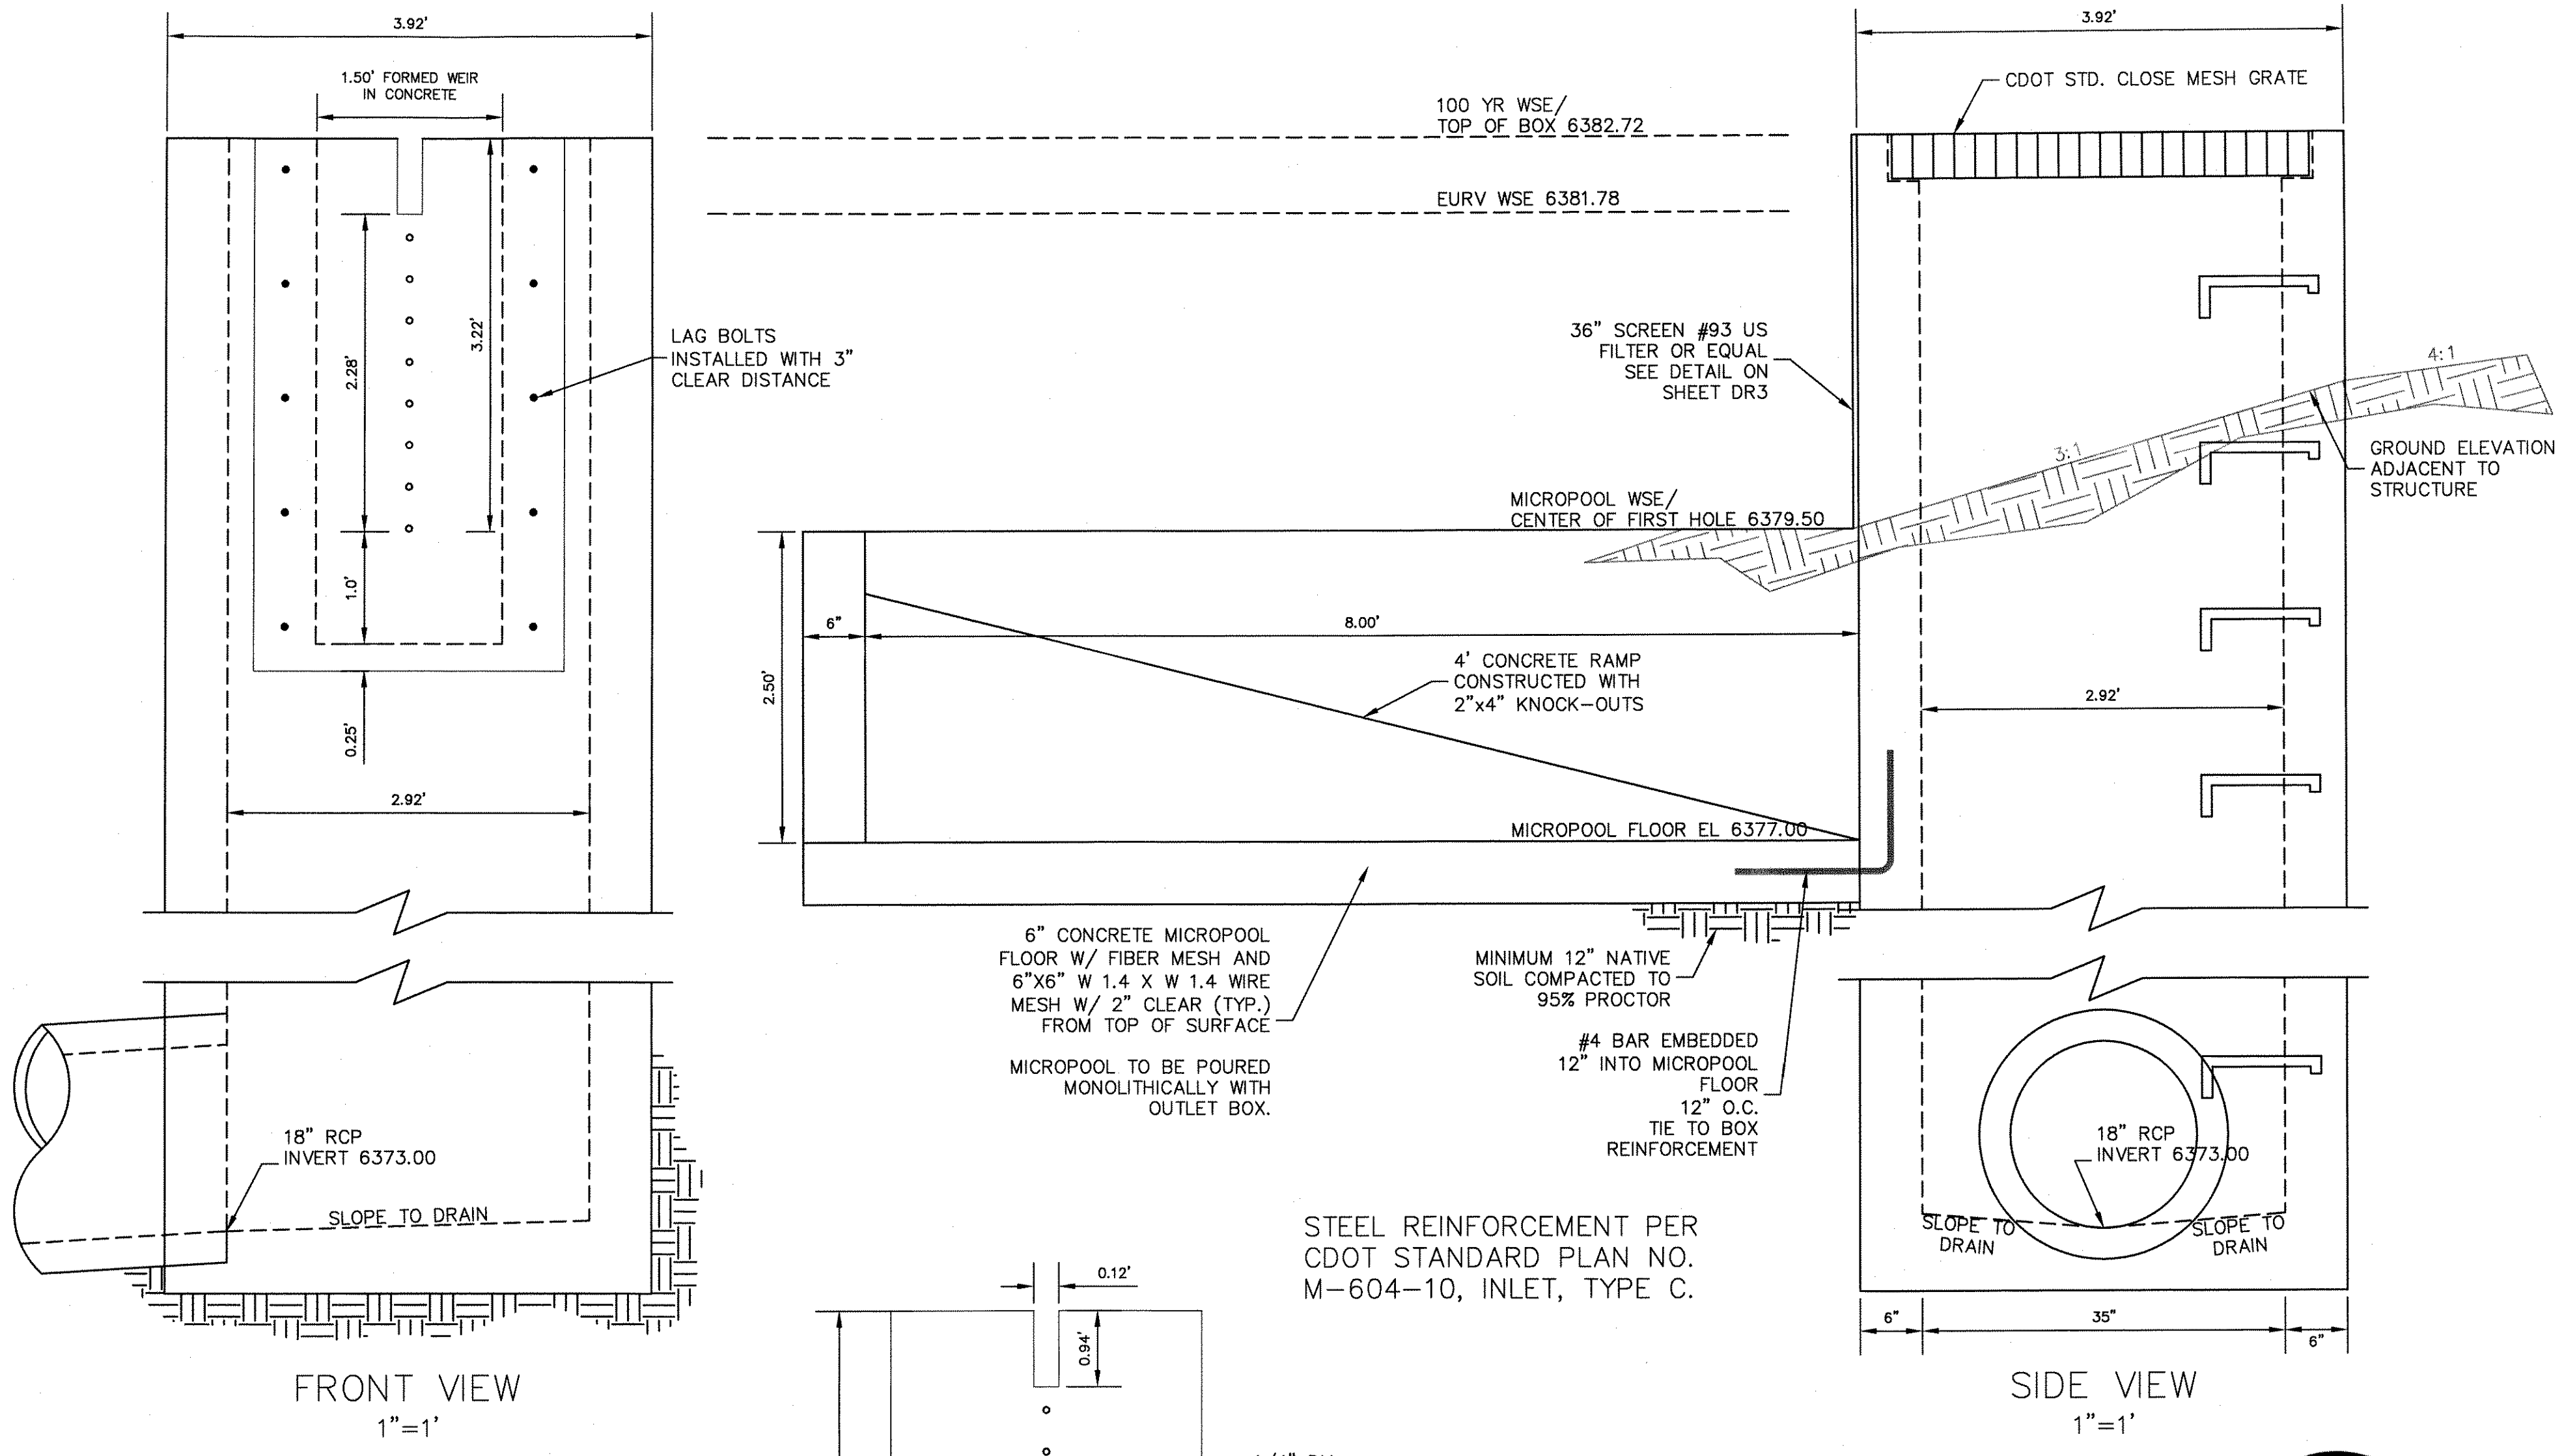 3.92'
1.50' FORMED WEIR
IN CONCRETE
3.22'
2.28'
1.0'
0.25'
2.92'
LAG BOLTS
INSTALLED WITH 3"
CLEAR DISTANCE
18" RCP
INVERT 6373.00
SLOPE TO DRAIN
FRONT VIEW
1"=1'
100 YR WSE/
TOP OF BOX 6382.72
EURV WSE 6381.78
36" SCREEN #93 US
FILTER OR EQUAL
SEE DETAIL ON
SHEET DR3
MICROPOOL WSE/
CENTER OF FIRST HOLE 6379.50
6"
8.00'
2.50'
4' CONCRETE RAMP
CONSTRUCTED WITH
2"x4" KNOCK-OUTS
MICROPOOL FLOOR EL 6377.00
6" CONCRETE MICROPOOL
FLOOR W/ FIBER MESH AND
6"X6" W 1.4 X W 1.4 WIRE
MESH W/ 2" CLEAR (TYP.)
FROM TOP OF SURFACE
MICROPOOL TO BE POURED
MONOLITHICALLY WITH
OUTLET BOX.
MINIMUM 12" NATIVE
SOIL COMPACTED TO
95% PROCTOR
#4 BAR EMBEDDED
12" INTO MICROPOOL
FLOOR
12" O.C.
TIE TO BOX
REINFORCEMENT
STEEL REINFORCEMENT PER
CDOT STANDARD PLAN NO.
M-604-10, INLET, TYPE C.
0.12'
0.94'
3.92'
CDOT STD. CLOSE MESH GRATE
4:1
3:1
GROUND ELEVATION
ADJACENT TO
STRUCTURE
2.92'
18" RCP
INVERT 6373.00
SLOPE TO
DRAIN
SLOPE TO
DRAIN
6"
35"
6"
SIDE VIEW
1"=1'